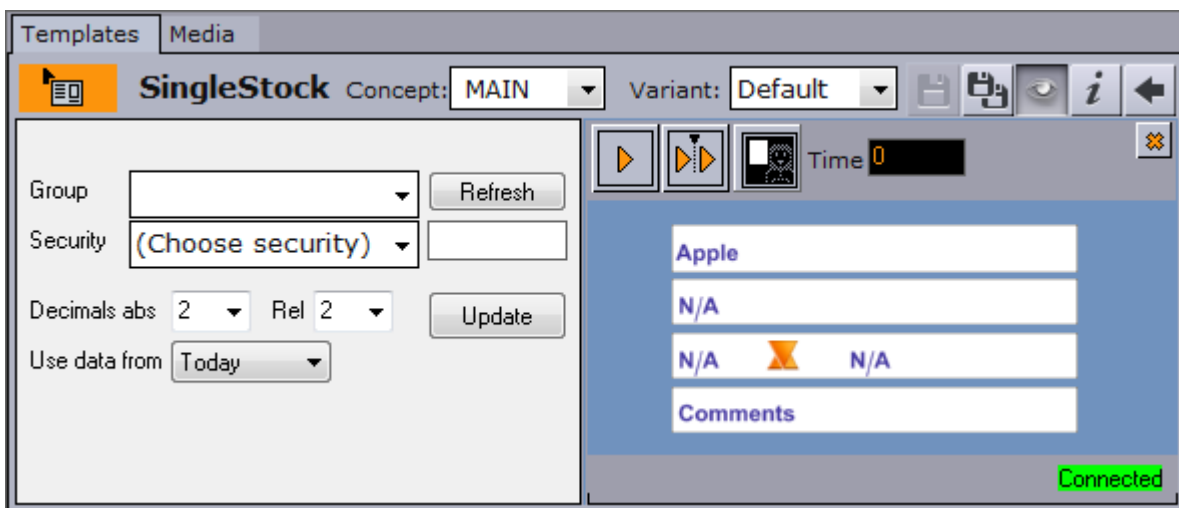 Templates Media
SingleStock Concept: MAIN Variant: Default i
Group Refresh
Security (Choose security)
Decimals abs 2 Rel 2 Update
Use data from Today
Time 0
Apple
N/A
N/A N/A
Comments
Connected